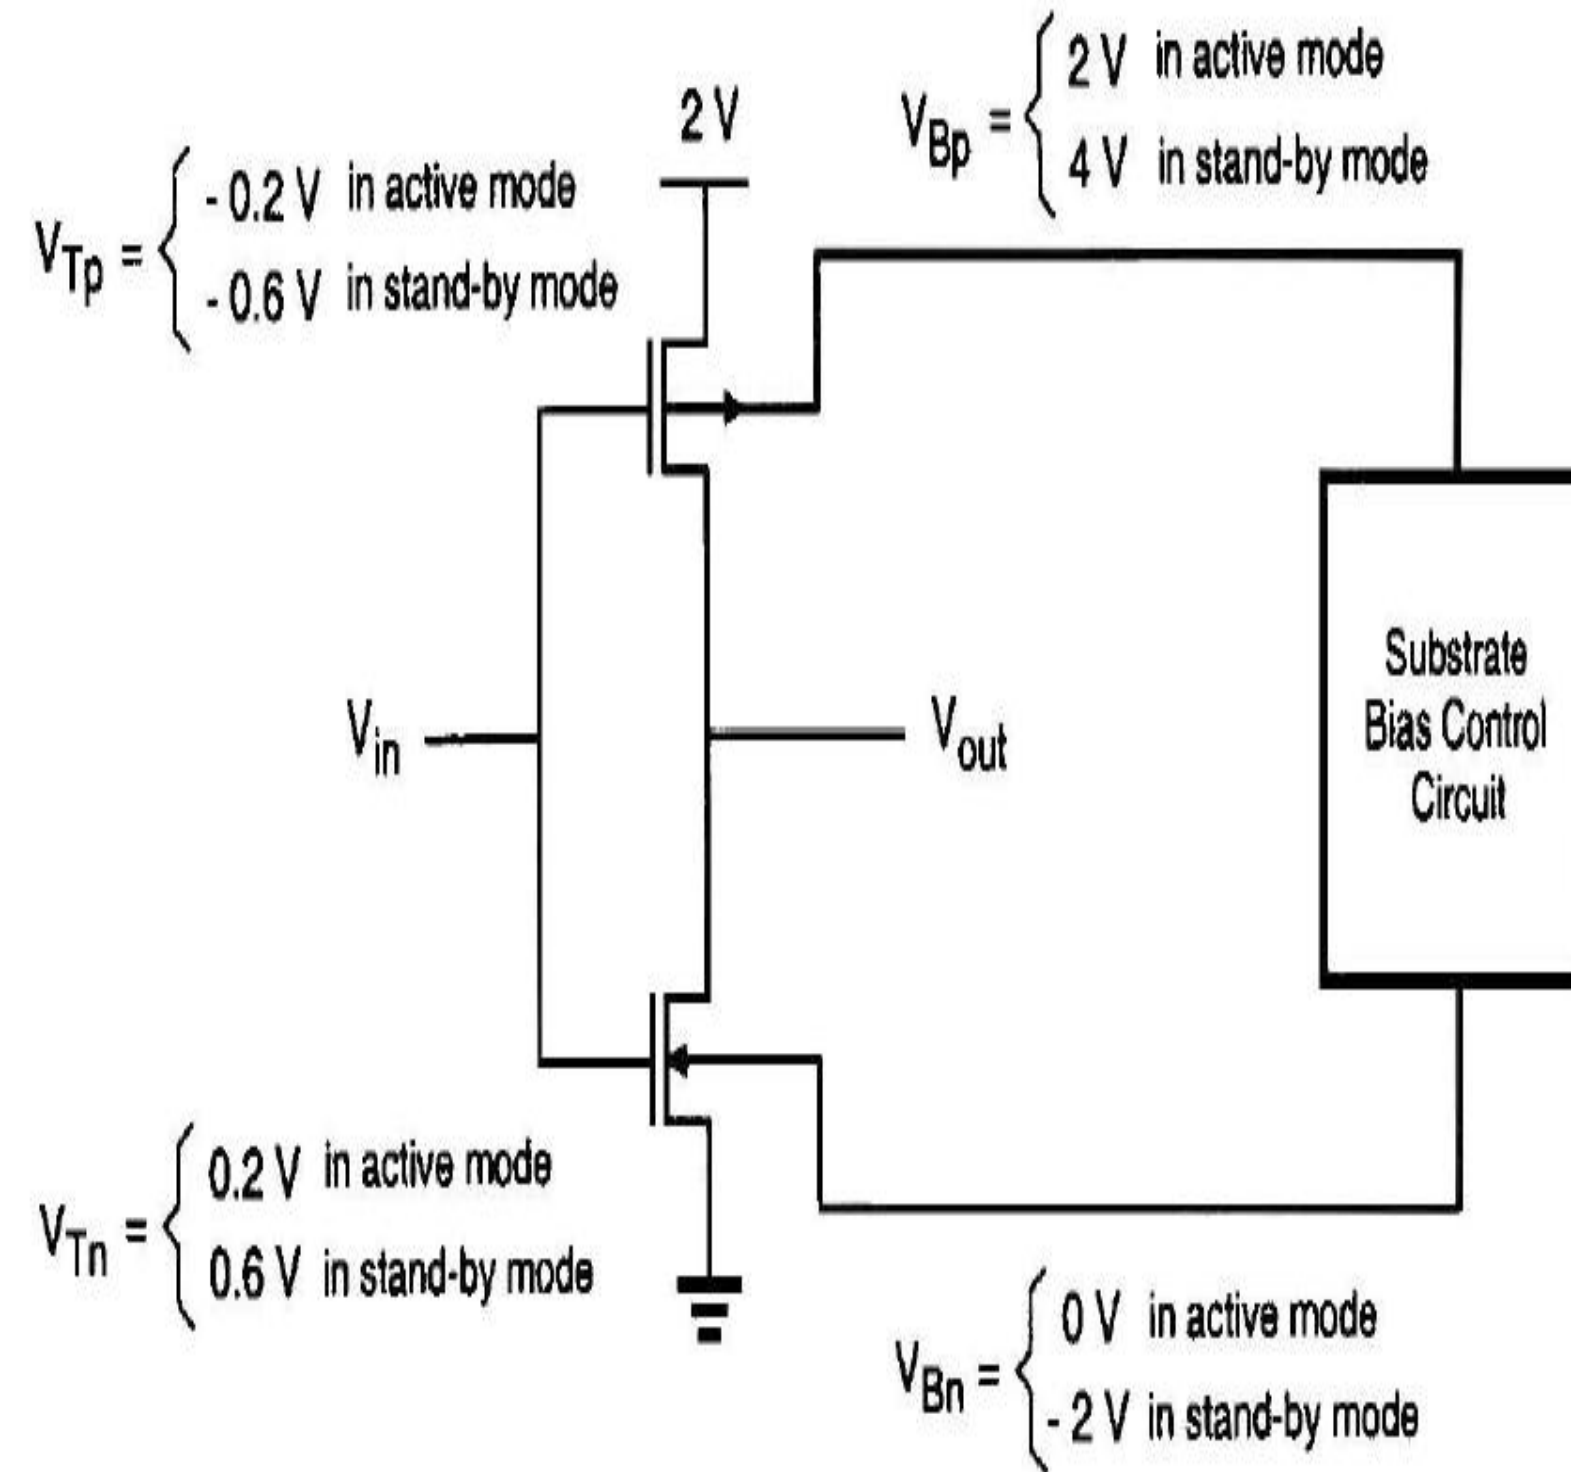 2 V
V_Bp = { 2 V in active mode
4 V in stand-by mode
V_Tp = { - 0.2 V in active mode
- 0.6 V in stand-by mode
V_in
V_out
Substrate
Bias Control
Circuit
V_Tn = { 0.2 V in active mode
0.6 V in stand-by mode
V_Bn = { 0 V in active mode
- 2 V in stand-by mode